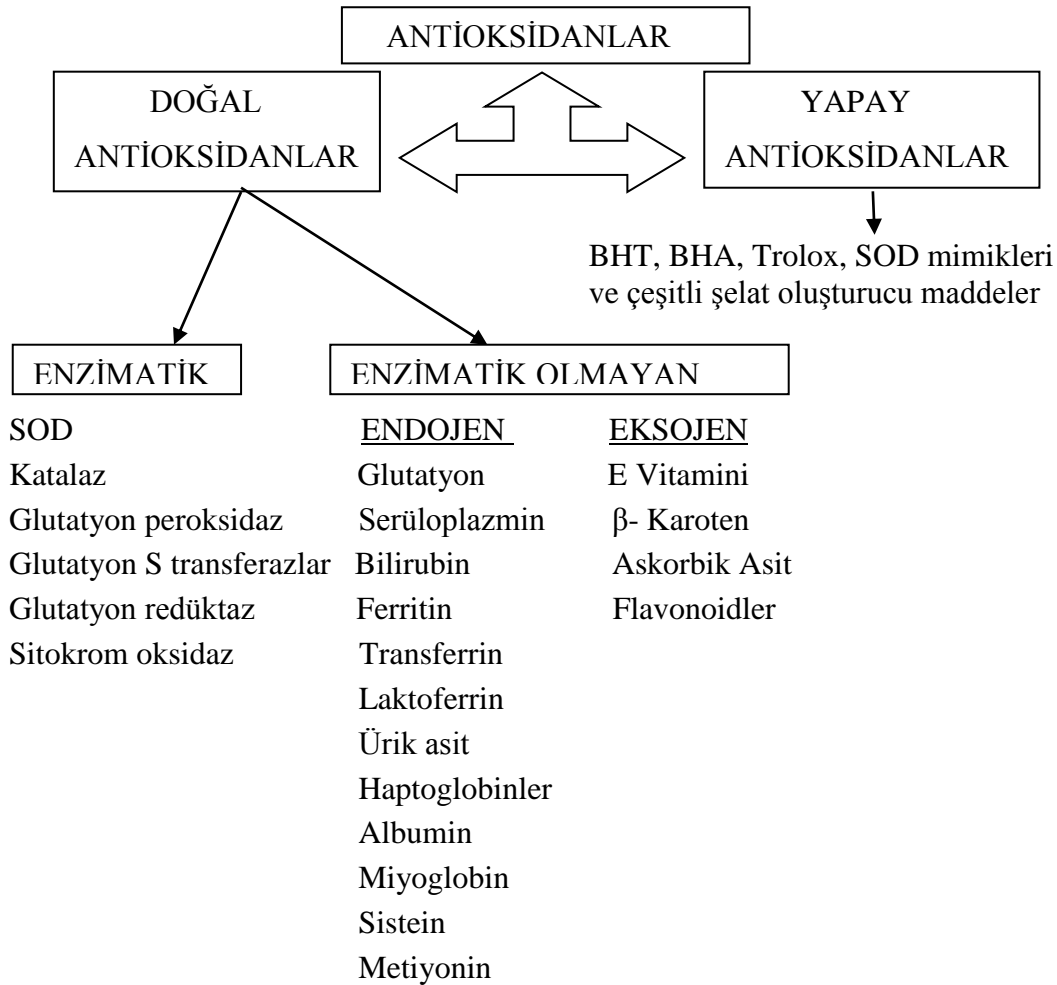 ANTİOKSİDANLAR
DOĞAL
ANTİOKSİDANLAR
YAPAY
ANTİOKSİDANLAR
BHT, BHA, Trolox, SOD mimikleri
ve çeşitli şelat oluşturucu maddeler
ENZİMATİK
SOD
Katalaz
Glutatyon peroksidaz
Glutatyon S transferazlar
Glutatyon redüktaz
Sitokrom oksidaz
ENZİMATİK OLMAYAN
ENDOJEN
Glutatyon
Serüloplazmin
Bilirubin
Ferritin
Transferrin
Laktoferrin
Ürik asit
Haptoglobinler
Albumin
Miyoglobin
Sistein
Metiyonin
EKSOJEN
E Vitamini
β- Karoten
Askorbik Asit
Flavonoidler